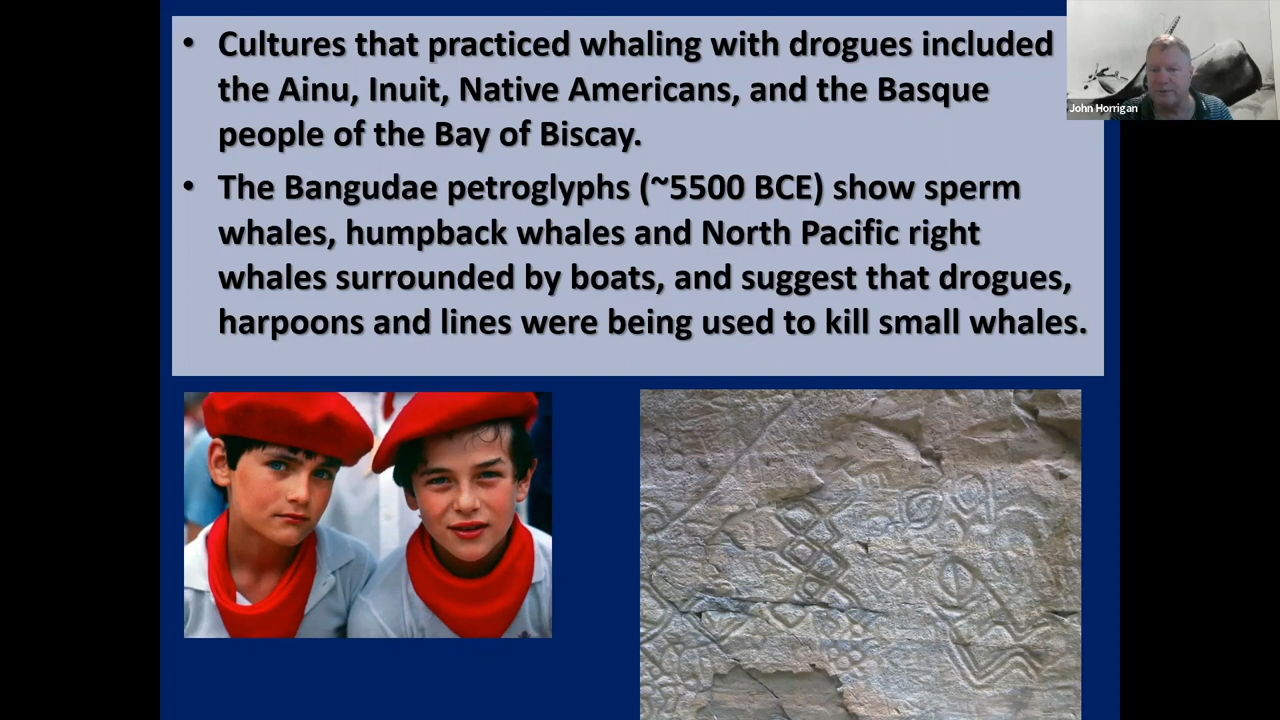 • Cultures that practiced whaling with drogues included
the Ainu, Inuit, Native Americans, and the Basque
people of the Bay of Biscay.
• The Bangudae petroglyphs (~5500 BCE) show sperm
whales, humpback whales and North Pacific right
whales surrounded by boats, and suggest that drogues,
harpoons and lines were being used to kill small whales.
John Horrigan